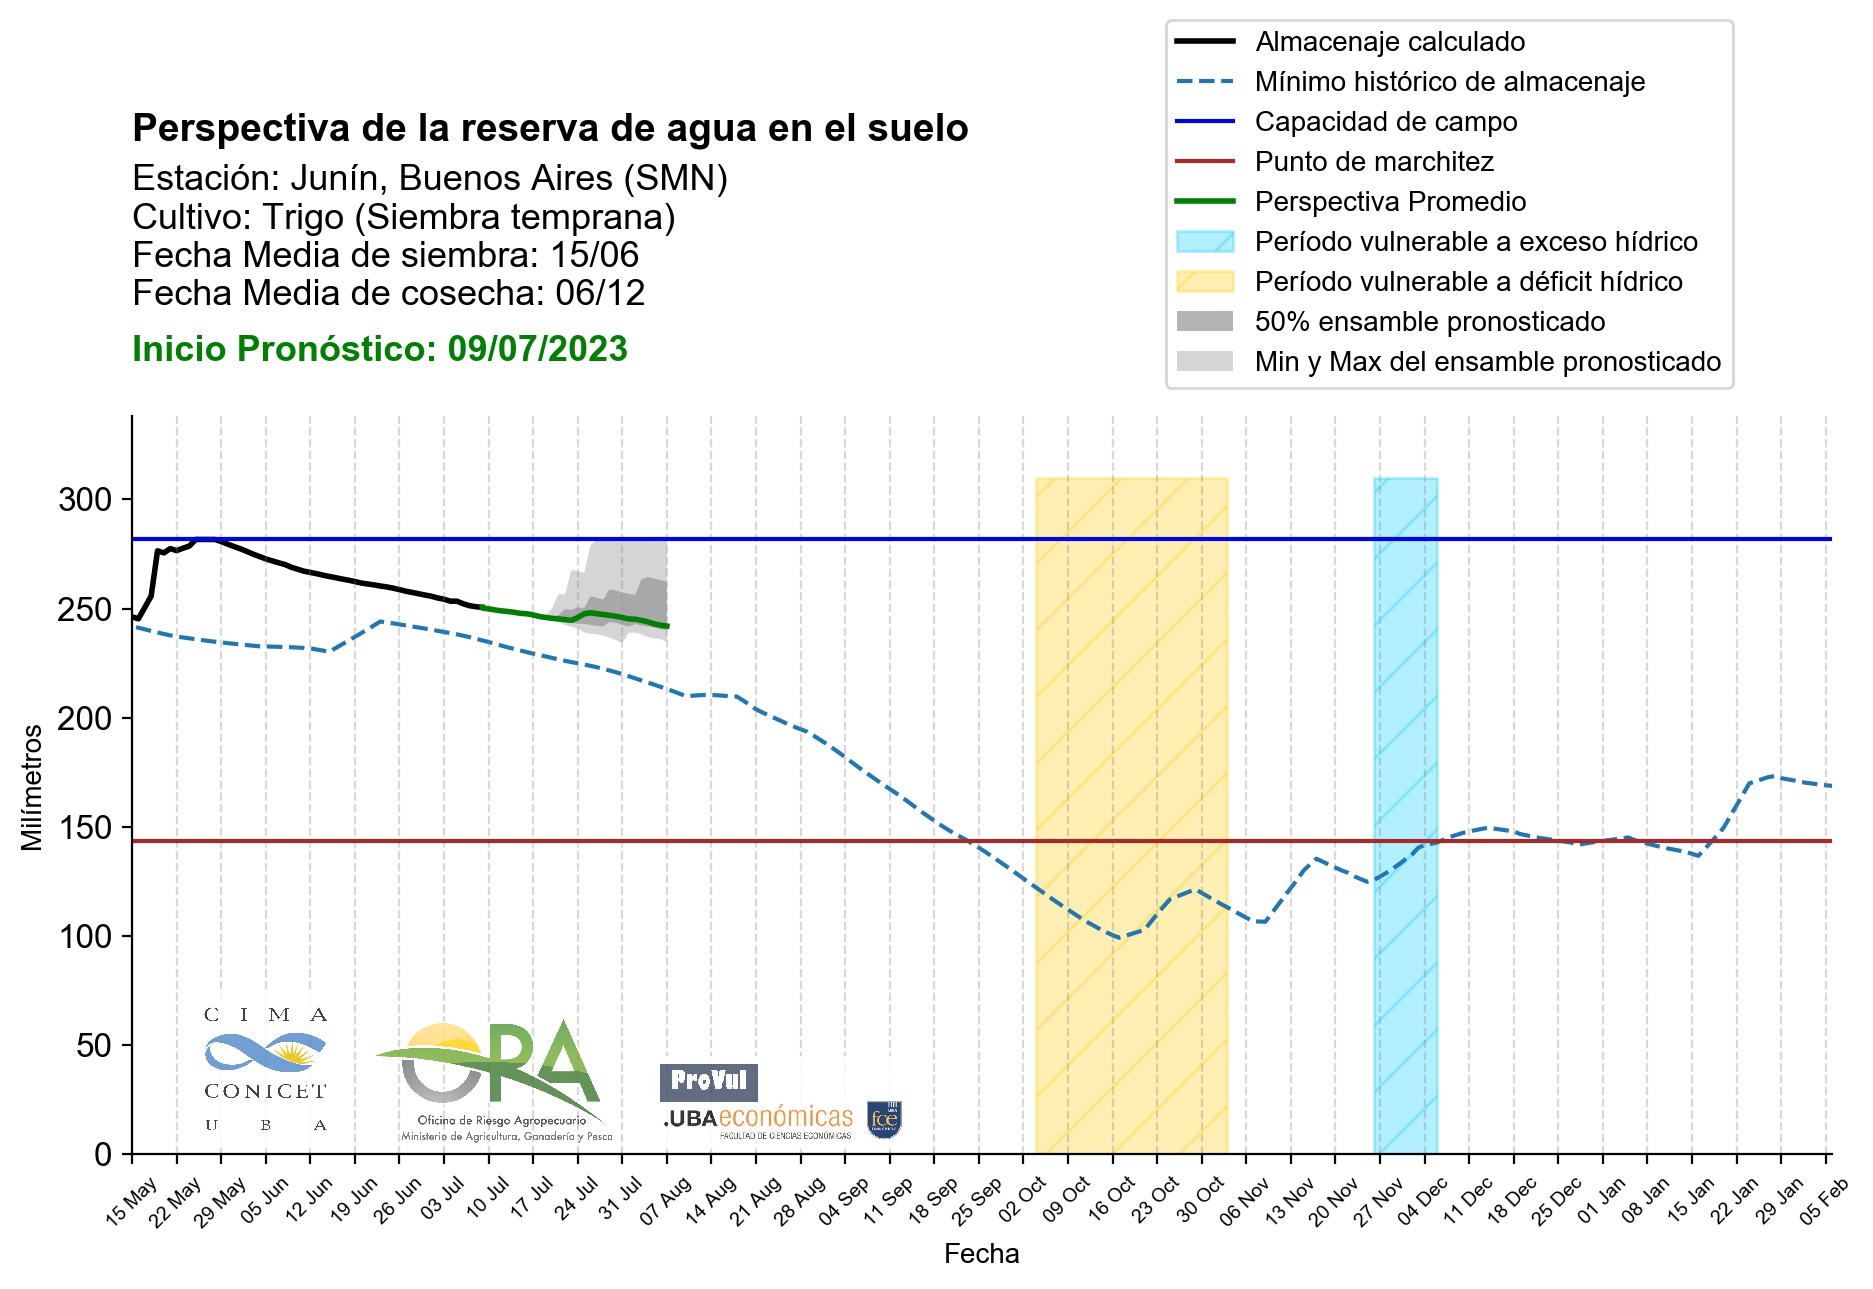 Almacenaje calculado
Mínimo histórico de almacenaje
Capacidad de campo
Punto de marchitez
Perspectiva Promedio
Período vulnerable a exceso hídrico
Período vulnerable a déficit hídrico
50% ensamble pronosticado
Min y Max del ensamble pronosticado
Perspectiva de la reserva de agua en el suelo
Estación: Junín, Buenos Aires (SMN)
Cultivo: Trigo (Siembra temprana)
Fecha Media de siembra: 15/06
Fecha Media de cosecha: 06/12
Inicio Pronóstico: 09/07/2023
Milímetros
300
250
200
150
100
50
0
CIMA
CONICET
UBA
ORA
Oficina de Riesgo Agropecuario
Ministerio de Agricultura, Ganadería y Pesca
ProVul
.UBAeconómicas
FACULTAD DE CIENCIAS ECONÓMICAS
UBA
fce
ECONÓMICAS
15 May
22 May
29 May
05 Jun
12 Jun
19 Jun
26 Jun
03 Jul
10 Jul
17 Jul
24 Jul
31 Jul
07 Aug
14 Aug
21 Aug
28 Aug
04 Sep
11 Sep
18 Sep
25 Sep
02 Oct
09 Oct
16 Oct
23 Oct
30 Oct
06 Nov
13 Nov
20 Nov
27 Nov
04 Dec
11 Dec
18 Dec
25 Dec
01 Jan
08 Jan
15 Jan
22 Jan
29 Jan
05 Feb
Fecha